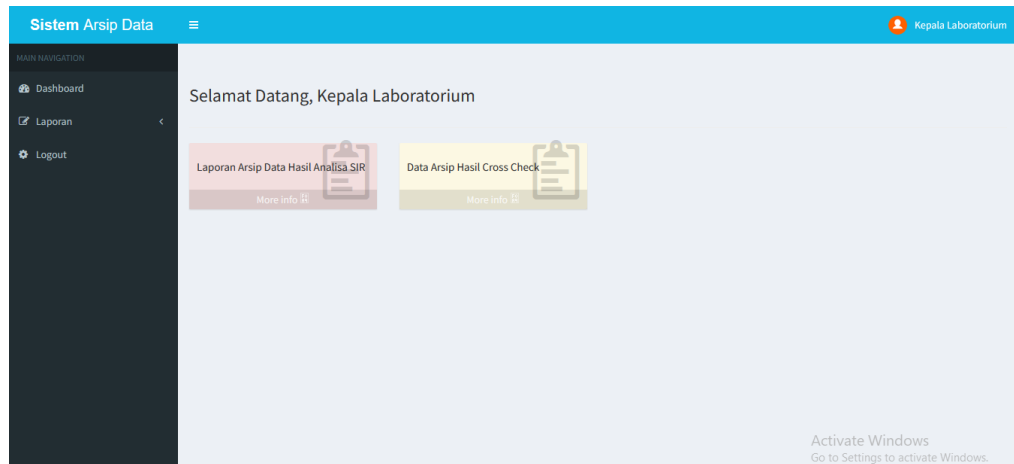 Sistem Arsip Data
Kepala Laboratorium
MAIN NAVIGATION
Dashboard
Laporan
Logout
Selamat Datang, Kepala Laboratorium
Laporan Arsip Data Hasil Analisa SIR
More info
Data Arsip Hasil Cross Check
More info
Activate Windows
Go to Settings to activate Windows.